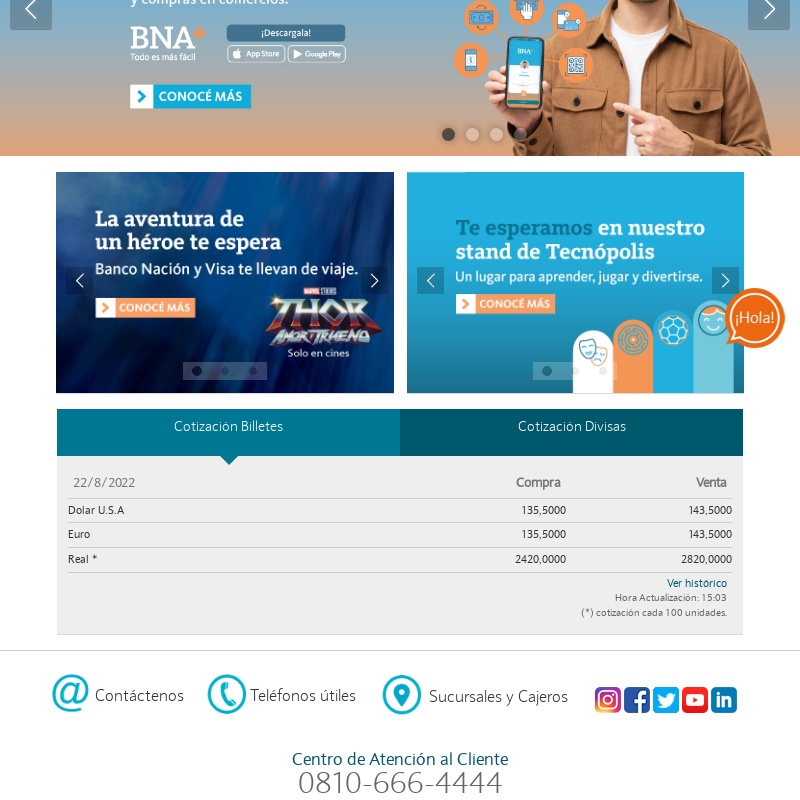 y compras en comercios.
BNA+
Todo es más fácil
¡Descargala!
App Store
Google Play
CONOCÉ MÁS
BNA+
La aventura de
un héroe te espera
Banco Nación y Visa te llevan de viaje.
CONOCÉ MÁS
MARVEL STUDIOS
THOR
AMOR Y TRUENO
Solo en cines
Te esperamos en nuestro
stand de Tecnópolis
Un lugar para aprender, jugar y divertirse.
CONOCÉ MÁS
¡Hola!
Cotización Billetes
Cotización Divisas
22/8/2022 Compra Venta
Dolar U.S.A 135,5000 143,5000
Euro 135,5000 143,5000
Real * 2420,0000 2820,0000
Ver histórico
Hora Actualización: 15:03
(*) cotización cada 100 unidades.
Contáctenos
Teléfonos útiles
Sucursales y Cajeros
Centro de Atención al Cliente
0810-666-4444